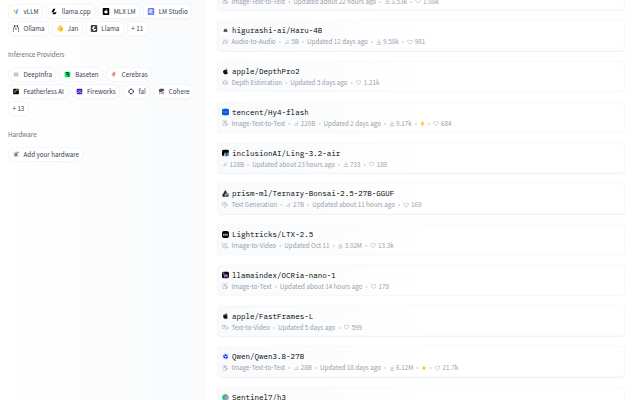 vLLM llama.cpp MLX LM LM Studio
Ollama Jan Llama + 11
Inference Providers
DeepInfra Baseten Cerebras
Featherless AI Fireworks fal Cohere
+ 13
Hardware
Add your hardware
higurashi-ai/Haru-4B
Audio-to-Audio • 5B • Updated 12 days ago • 9.58k • 981
apple/DepthPro2
Depth Estimation • Updated 5 days ago • 1.21k
tencent/Hy4-flash
Image-Text-to-Text • 120B • Updated 2 days ago • 9.17k • 684
inclusionAI/Ling-3.2-air
128B • Updated about 23 hours ago • 733 • 185
prism-ml/Ternary-Bonsai-2.5-27B-GGUF
Text Generation • 27B • Updated about 11 hours ago • 169
Lightricks/LTX-2.5
Image-to-Video • Updated Oct 11 • 3.92M • 13.3k
llamaindex/OCRia-nano-1
Image-to-Text • Updated about 14 hours ago • 179
apple/FastFrames-L
Text-to-Video • Updated 5 days ago • 599
Qwen/Qwen3.8-27B
Image-Text-to-Text • 28B • Updated 18 days ago • 6.12M • 21.7k
Sentinel7/h3